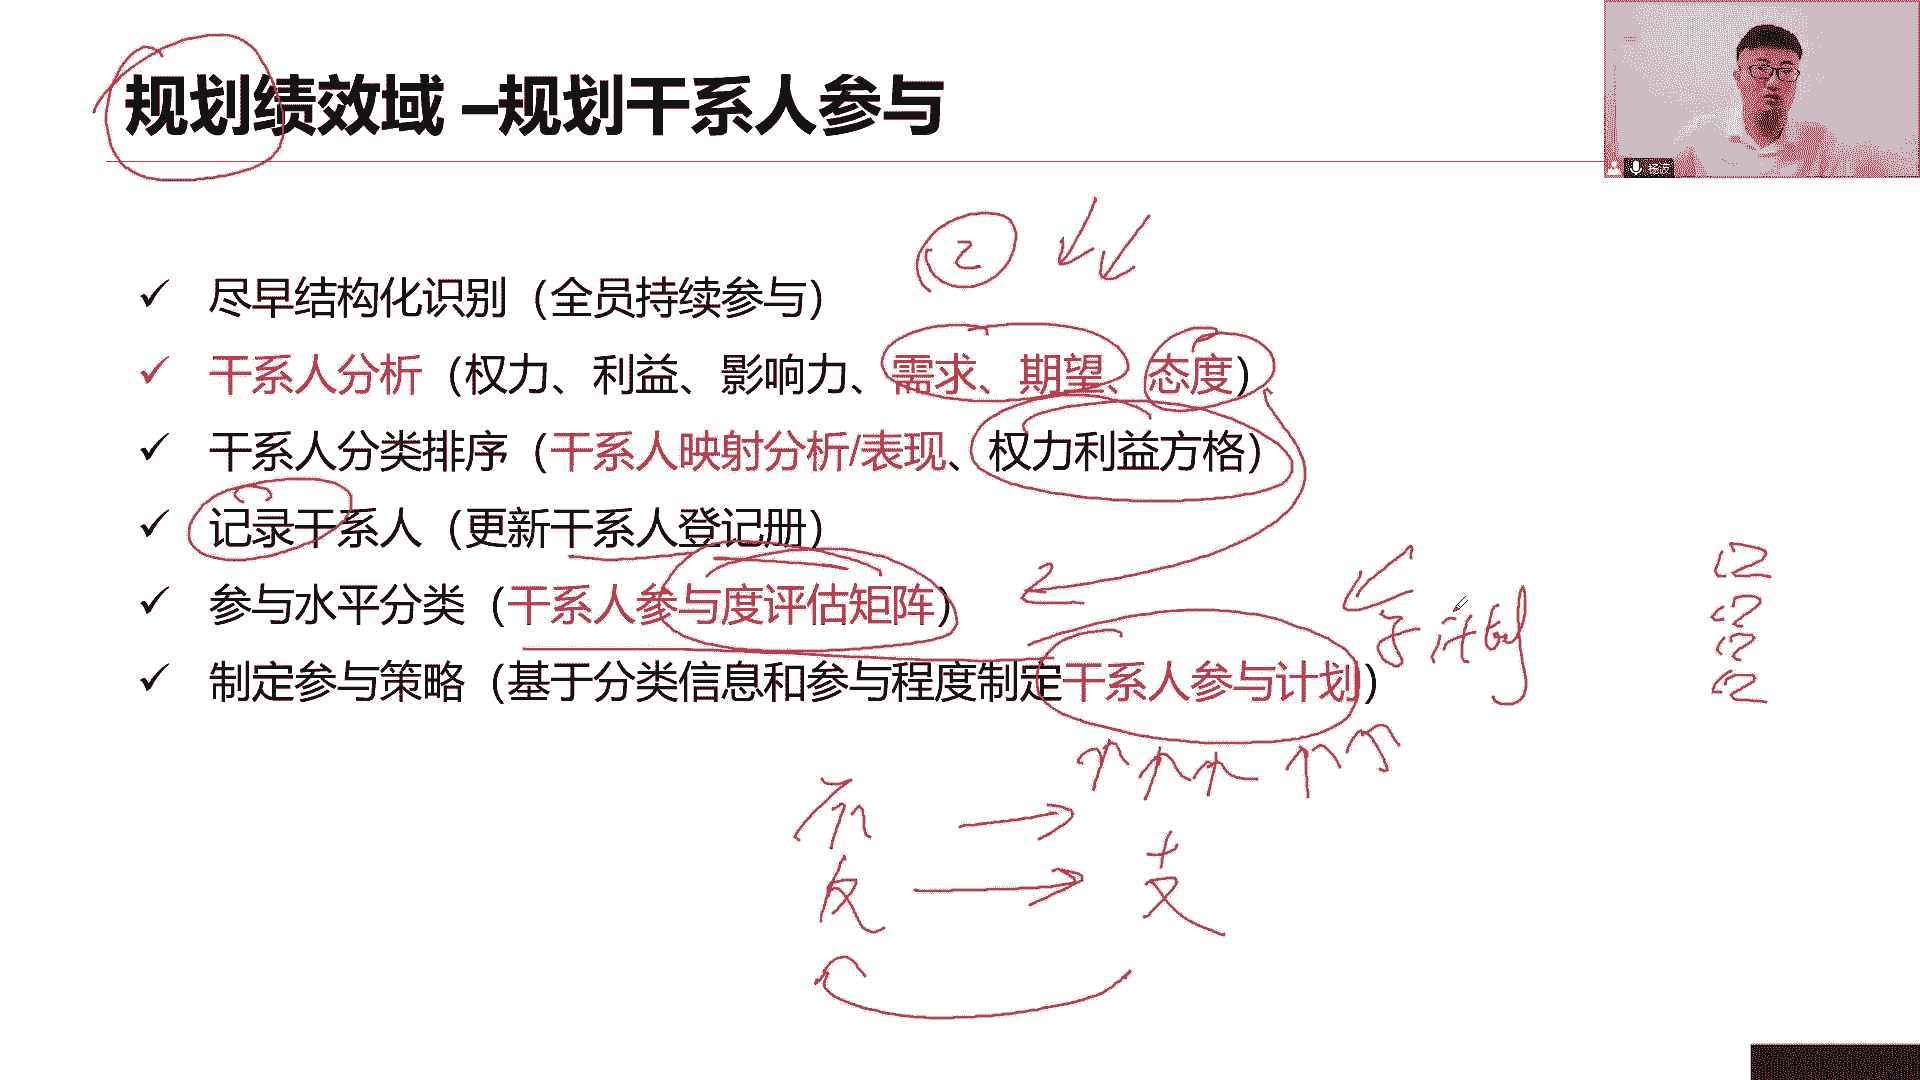 规划绩效域 –规划干系人参与
2
✓ 尽早结构化识别（全员持续参与）
✓ 干系人分析（权力、利益、影响力、需求、期望、态度）
✓ 干系人分类排序（干系人映射分析/表现、权力利益方格）
✓ 记录干系人（更新干系人登记册）
✓ 参与水平分类（干系人参与度评估矩阵）
子计划
✓ 制定参与策略（基于分类信息和参与程度制定干系人参与计划）
反
支